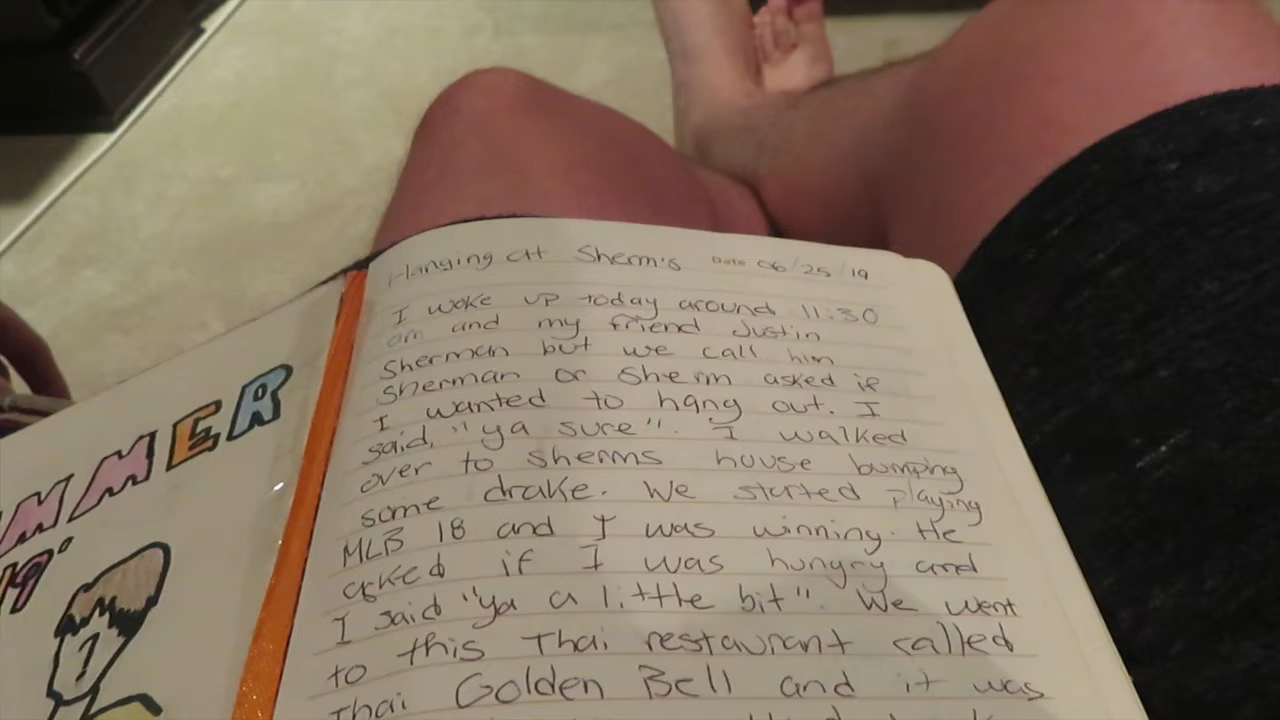 MMER
19'
Hanging at Sherm's Date 06/25/19
I woke up today around 11:30
am and my friend Justin
Sherman but we call him
Sherman or Sherm asked if
I wanted to hang out. I
said, "ya sure". I walked
over to sherms house bumping
some drake. We started playing
MLB 18 and I was winning. He
asked if I was hungry and
I said "ya a little bit". We went
to this Thai restaurant called
Thai Golden Bell and it was